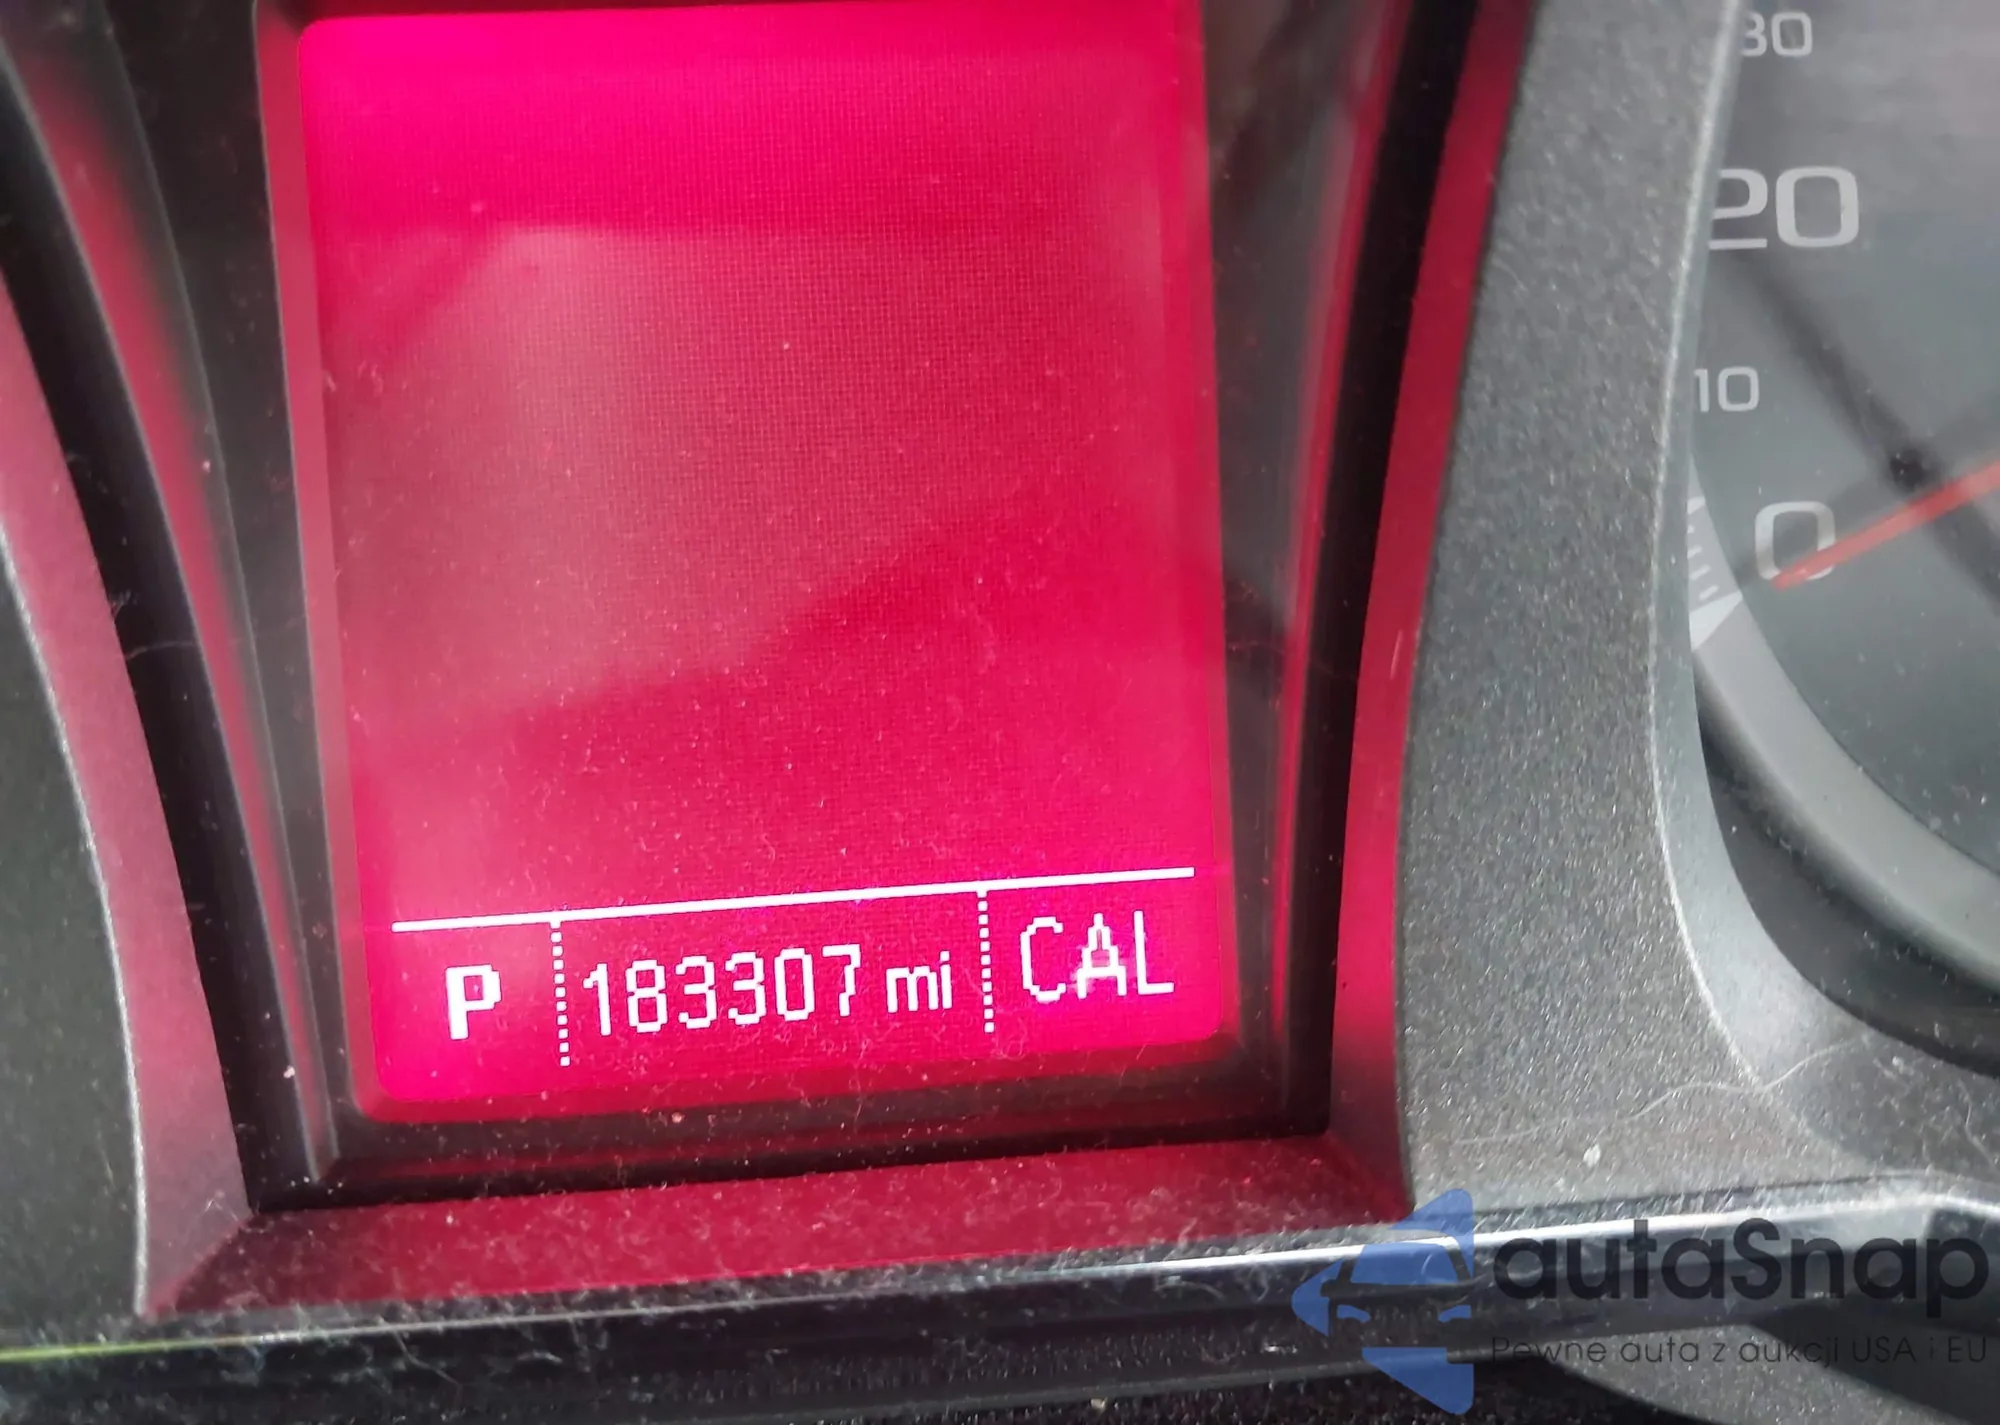 30
20
10
0
P 183307 mi CAL
autaSnap
Pewne auta z aukcji USA i EU